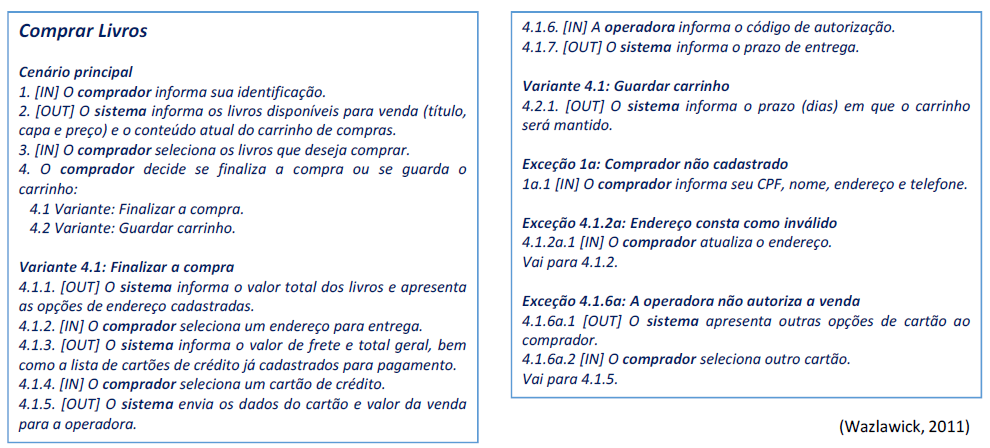 Comprar Livros
Cenário principal
1. [IN] O comprador informa sua identificação.
2. [OUT] O sistema informa os livros disponíveis para venda (título,
capa e preço) e o conteúdo atual do carrinho de compras.
3. [IN] O comprador seleciona os livros que deseja comprar.
4. O comprador decide se finaliza a compra ou se guarda o
carrinho:
4.1 Variante: Finalizar a compra.
4.2 Variante: Guardar carrinho.
Variante 4.1: Finalizar a compra
4.1.1. [OUT] O sistema informa o valor total dos livros e apresenta
as opções de endereço cadastradas.
4.1.2. [IN] O comprador seleciona um endereço para entrega.
4.1.3. [OUT] O sistema informa o valor de frete e total geral, bem
como a lista de cartões de crédito já cadastrados para pagamento.
4.1.4. [IN] O comprador seleciona um cartão de crédito.
4.1.5. [OUT] O sistema envia os dados do cartão e valor da venda
para a operadora.
4.1.6. [IN] A operadora informa o código de autorização.
4.1.7. [OUT] O sistema informa o prazo de entrega.
Variante 4.1: Guardar carrinho
4.2.1. [OUT] O sistema informa o prazo (dias) em que o carrinho
será mantido.
Exceção 1a: Comprador não cadastrado
1a.1 [IN] O comprador informa seu CPF, nome, endereço e telefone.
Exceção 4.1.2a: Endereço consta como inválido
4.1.2a.1 [IN] O comprador atualiza o endereço.
Vai para 4.1.2.
Exceção 4.1.6a: A operadora não autoriza a venda
4.1.6a.1 [OUT] O sistema apresenta outras opções de cartão ao
comprador.
4.1.6a.2 [IN] O comprador seleciona outro cartão.
Vai para 4.1.5.
(Wazlawick, 2011)